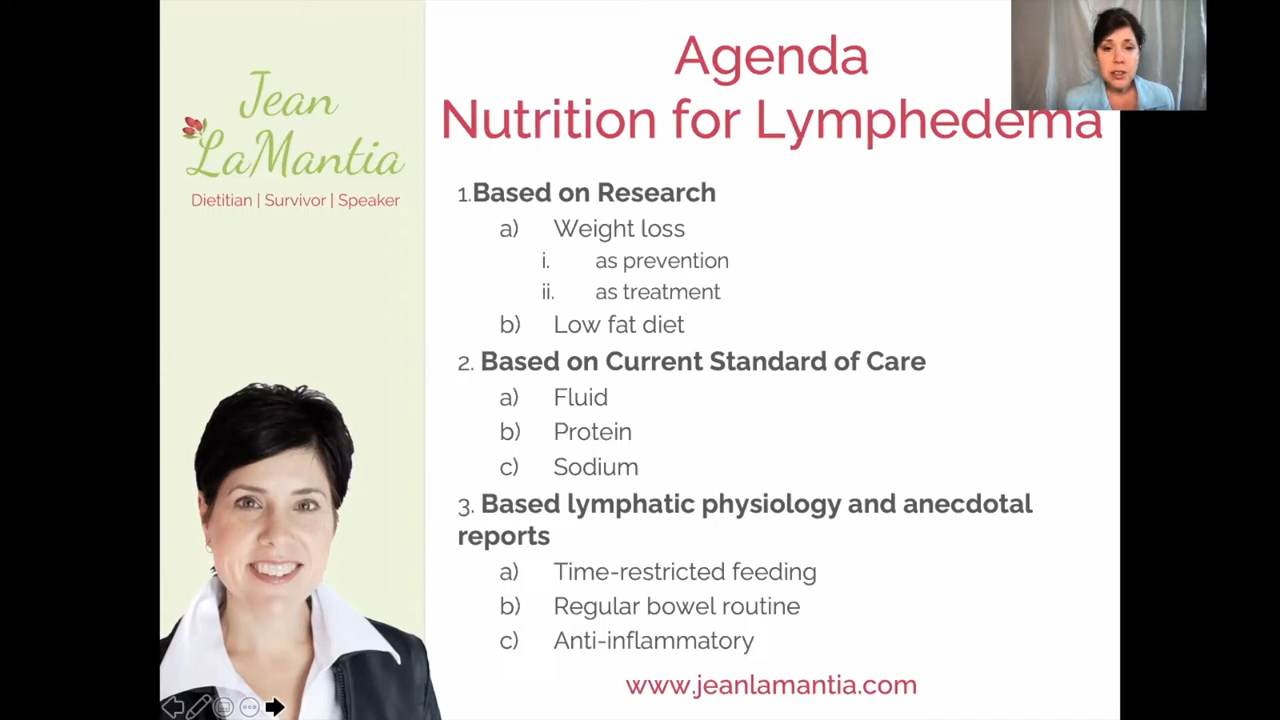 Jean
LaMantia
Dietitian | Survivor | Speaker
Agenda
Nutrition for Lymphedema
1.Based on Research
a) Weight loss
i. as prevention
ii. as treatment
b) Low fat diet
2. Based on Current Standard of Care
a) Fluid
b) Protein
c) Sodium
3. Based lymphatic physiology and anecdotal
reports
a) Time-restricted feeding
b) Regular bowel routine
c) Anti-inflammatory
www.jeanlamantia.com